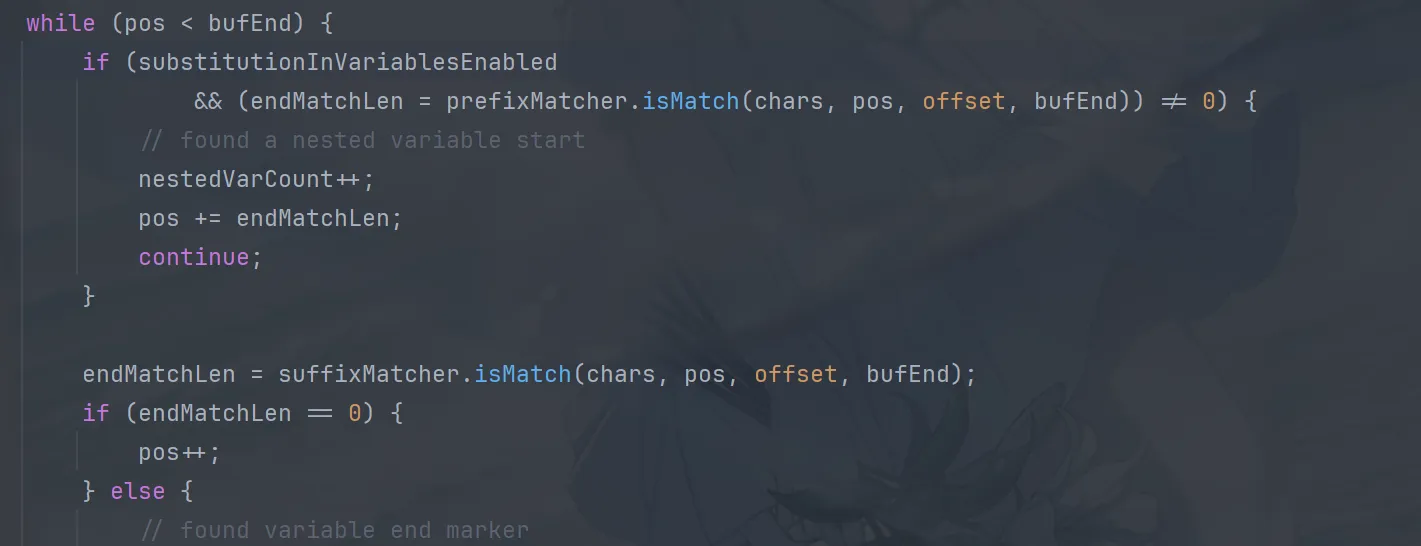 while (pos < bufEnd) {
if (substitutionInVariablesEnabled
&& (endMatchLen = prefixMatcher.isMatch(chars, pos, offset, bufEnd)) != 0) {
// found a nested variable start
nestedVarCount++;
pos += endMatchLen;
continue;
}
endMatchLen = suffixMatcher.isMatch(chars, pos, offset, bufEnd);
if (endMatchLen == 0) {
pos++;
} else {
// found variable end marker